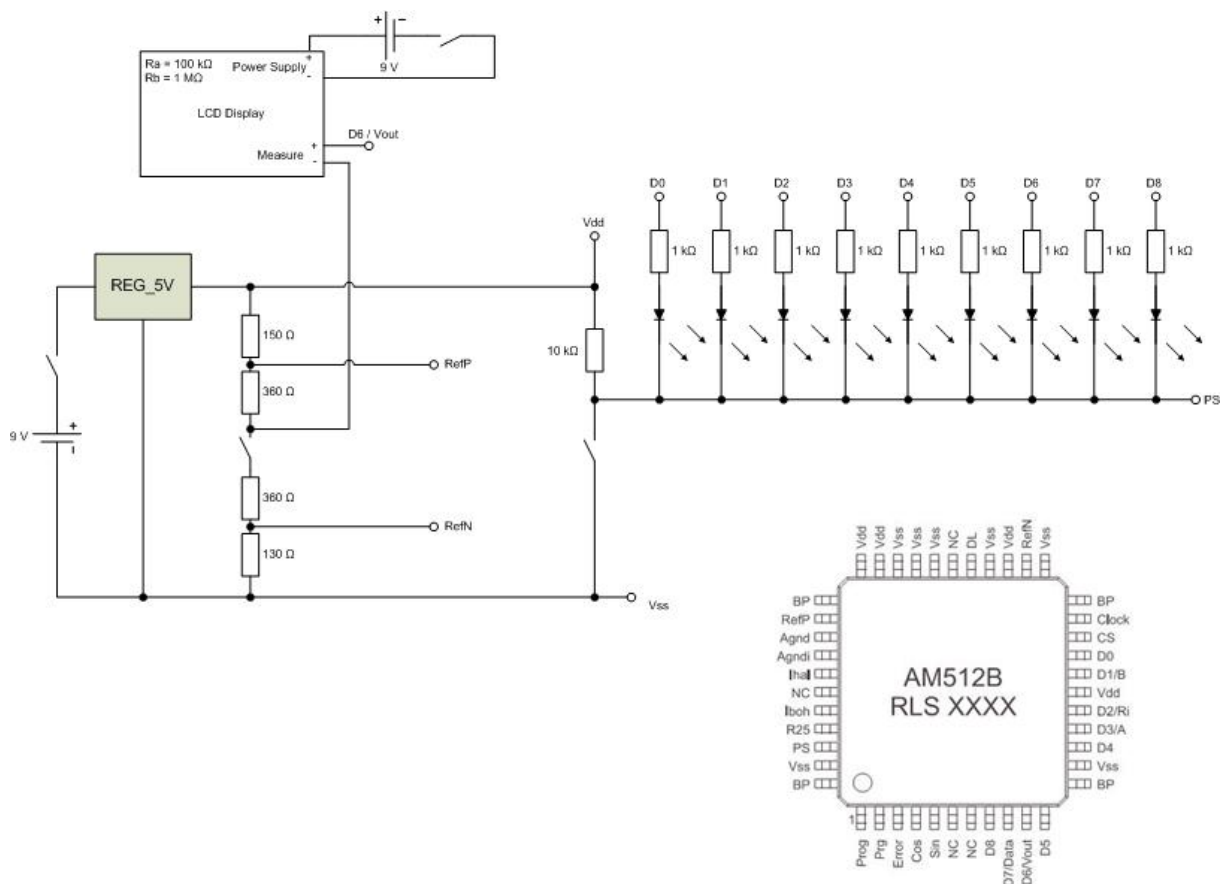 Ra = 100 kΩ
Rb = 1 MΩ
Power Supply
+
-
LCD Display
Measure
+
-
+
−
9 V
D6 / Vout
D0
D1
D2
D3
D4
D5
D6
D7
D8
1 kΩ
1 kΩ
1 kΩ
1 kΩ
1 kΩ
1 kΩ
1 kΩ
1 kΩ
1 kΩ
Vdd
REG_5V
150 Ω
RefP
360 Ω
10 kΩ
PS
9 V
+
360 Ω
RefN
130 Ω
Vss
Vdd
Vdd
Vss
Vss
Vss
NC
DL
Vss
Vdd
RefN
Vss
BP
RefP
Agnd
Agndi
Ihal
NC
Iboh
R25
PS
Vss
BP
AM512B
RLS XXXX
BP
Clock
CS
D0
D1/B
Vdd
D2/Ri
D3/A
D4
Vss
BP
1
Prog
Prg
Error
Cos
Sin
NC
NC
D8
D7/Data
D6/Vout
D5